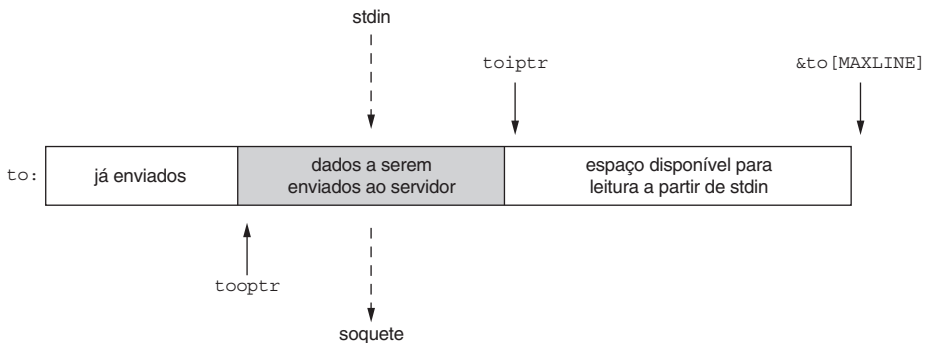 stdin
toiptr
&to[MAXLINE]
to:
já enviados
dados a serem
enviados ao servidor
espaço disponível para
leitura a partir de stdin
tooptr
soquete